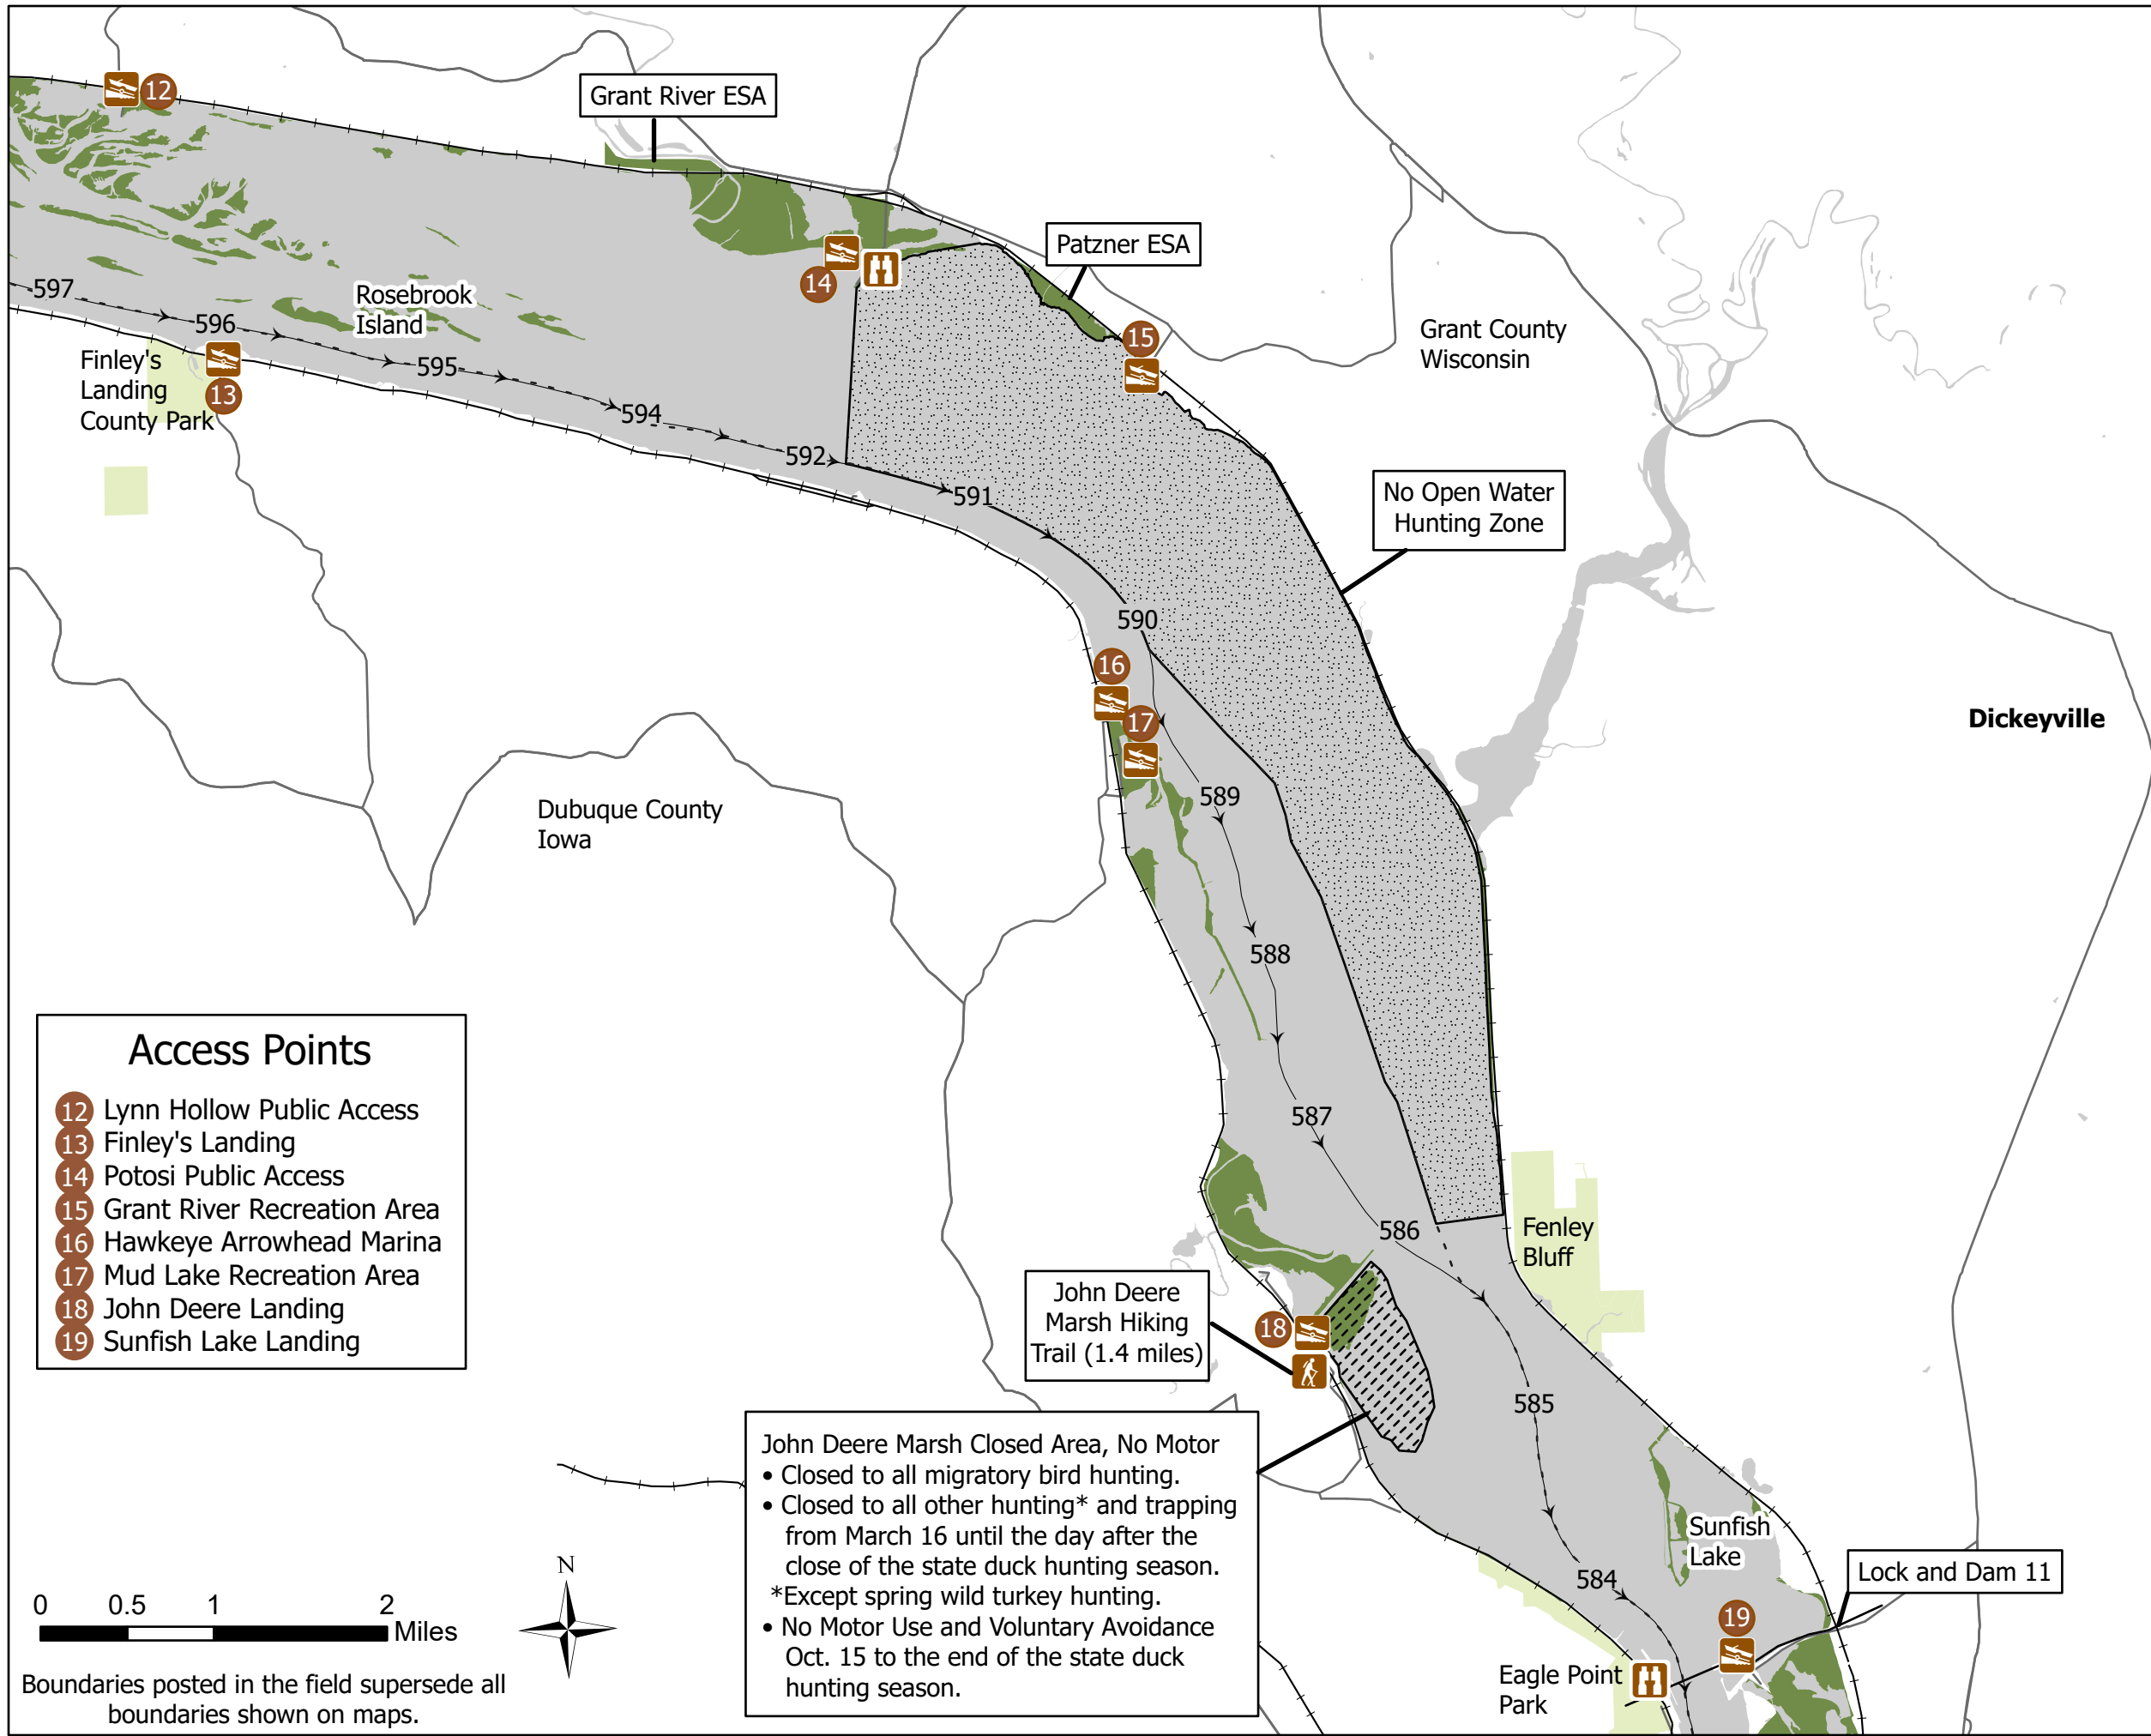 12
Grant River ESA
Patzner ESA
14
15
597
596
Rosebrook
Island
Finley's
Landing
County Park
13
595
594
592
591
Grant County
Wisconsin
No Open Water
Hunting Zone
590
16
17
Dickeyville
589
Dubuque County
Iowa
588
587
586
Fenley
Bluff
John Deere
Marsh Hiking
Trail (1.4 miles)
18
585
Access Points
12 Lynn Hollow Public Access
13 Finley's Landing
14 Potosi Public Access
15 Grant River Recreation Area
16 Hawkeye Arrowhead Marina
17 Mud Lake Recreation Area
18 John Deere Landing
19 Sunfish Lake Landing
John Deere Marsh Closed Area, No Motor
• Closed to all migratory bird hunting.
• Closed to all other hunting* and trapping
from March 16 until the day after the
close of the state duck hunting season.
*Except spring wild turkey hunting.
• No Motor Use and Voluntary Avoidance
Oct. 15 to the end of the state duck
hunting season.
Sunfish
Lake
584
Lock and Dam 11
19
Eagle Point
Park
N
0 0.5 1 2
Miles
Boundaries posted in the field supersede all
boundaries shown on maps.